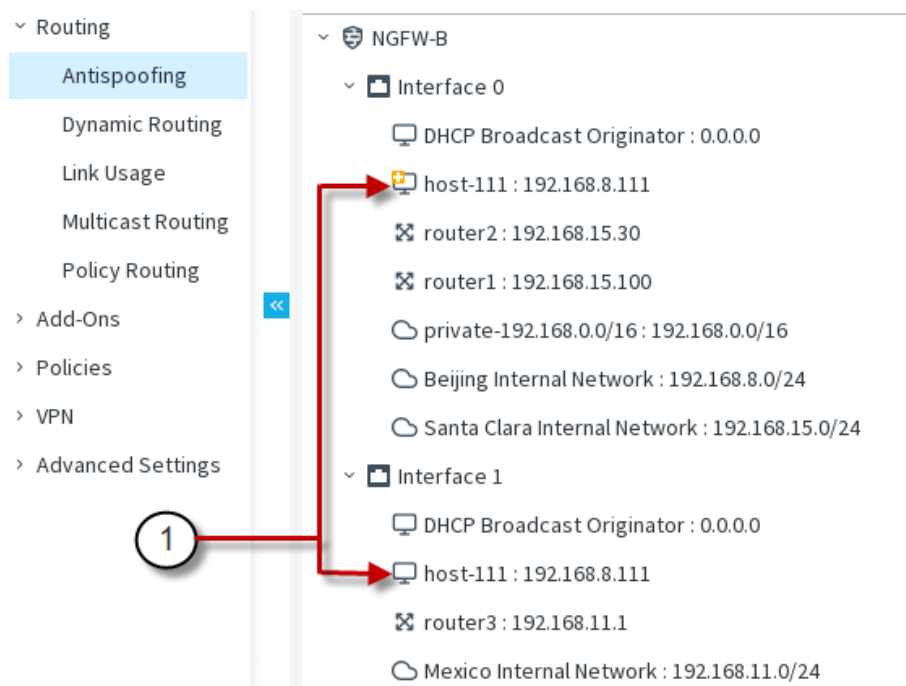 Routing
Antispoofing
Dynamic Routing
Link Usage
Multicast Routing
Policy Routing
Add-Ons
Policies
VPN
Advanced Settings
1
NGFW-B
Interface 0
DHCP Broadcast Originator : 0.0.0.0
host-111 : 192.168.8.111
router2 : 192.168.15.30
router1 : 192.168.15.100
private-192.168.0.0/16 : 192.168.0.0/16
Beijing Internal Network : 192.168.8.0/24
Santa Clara Internal Network : 192.168.15.0/24
Interface 1
DHCP Broadcast Originator : 0.0.0.0
host-111 : 192.168.8.111
router3 : 192.168.11.1
Mexico Internal Network : 192.168.11.0/24